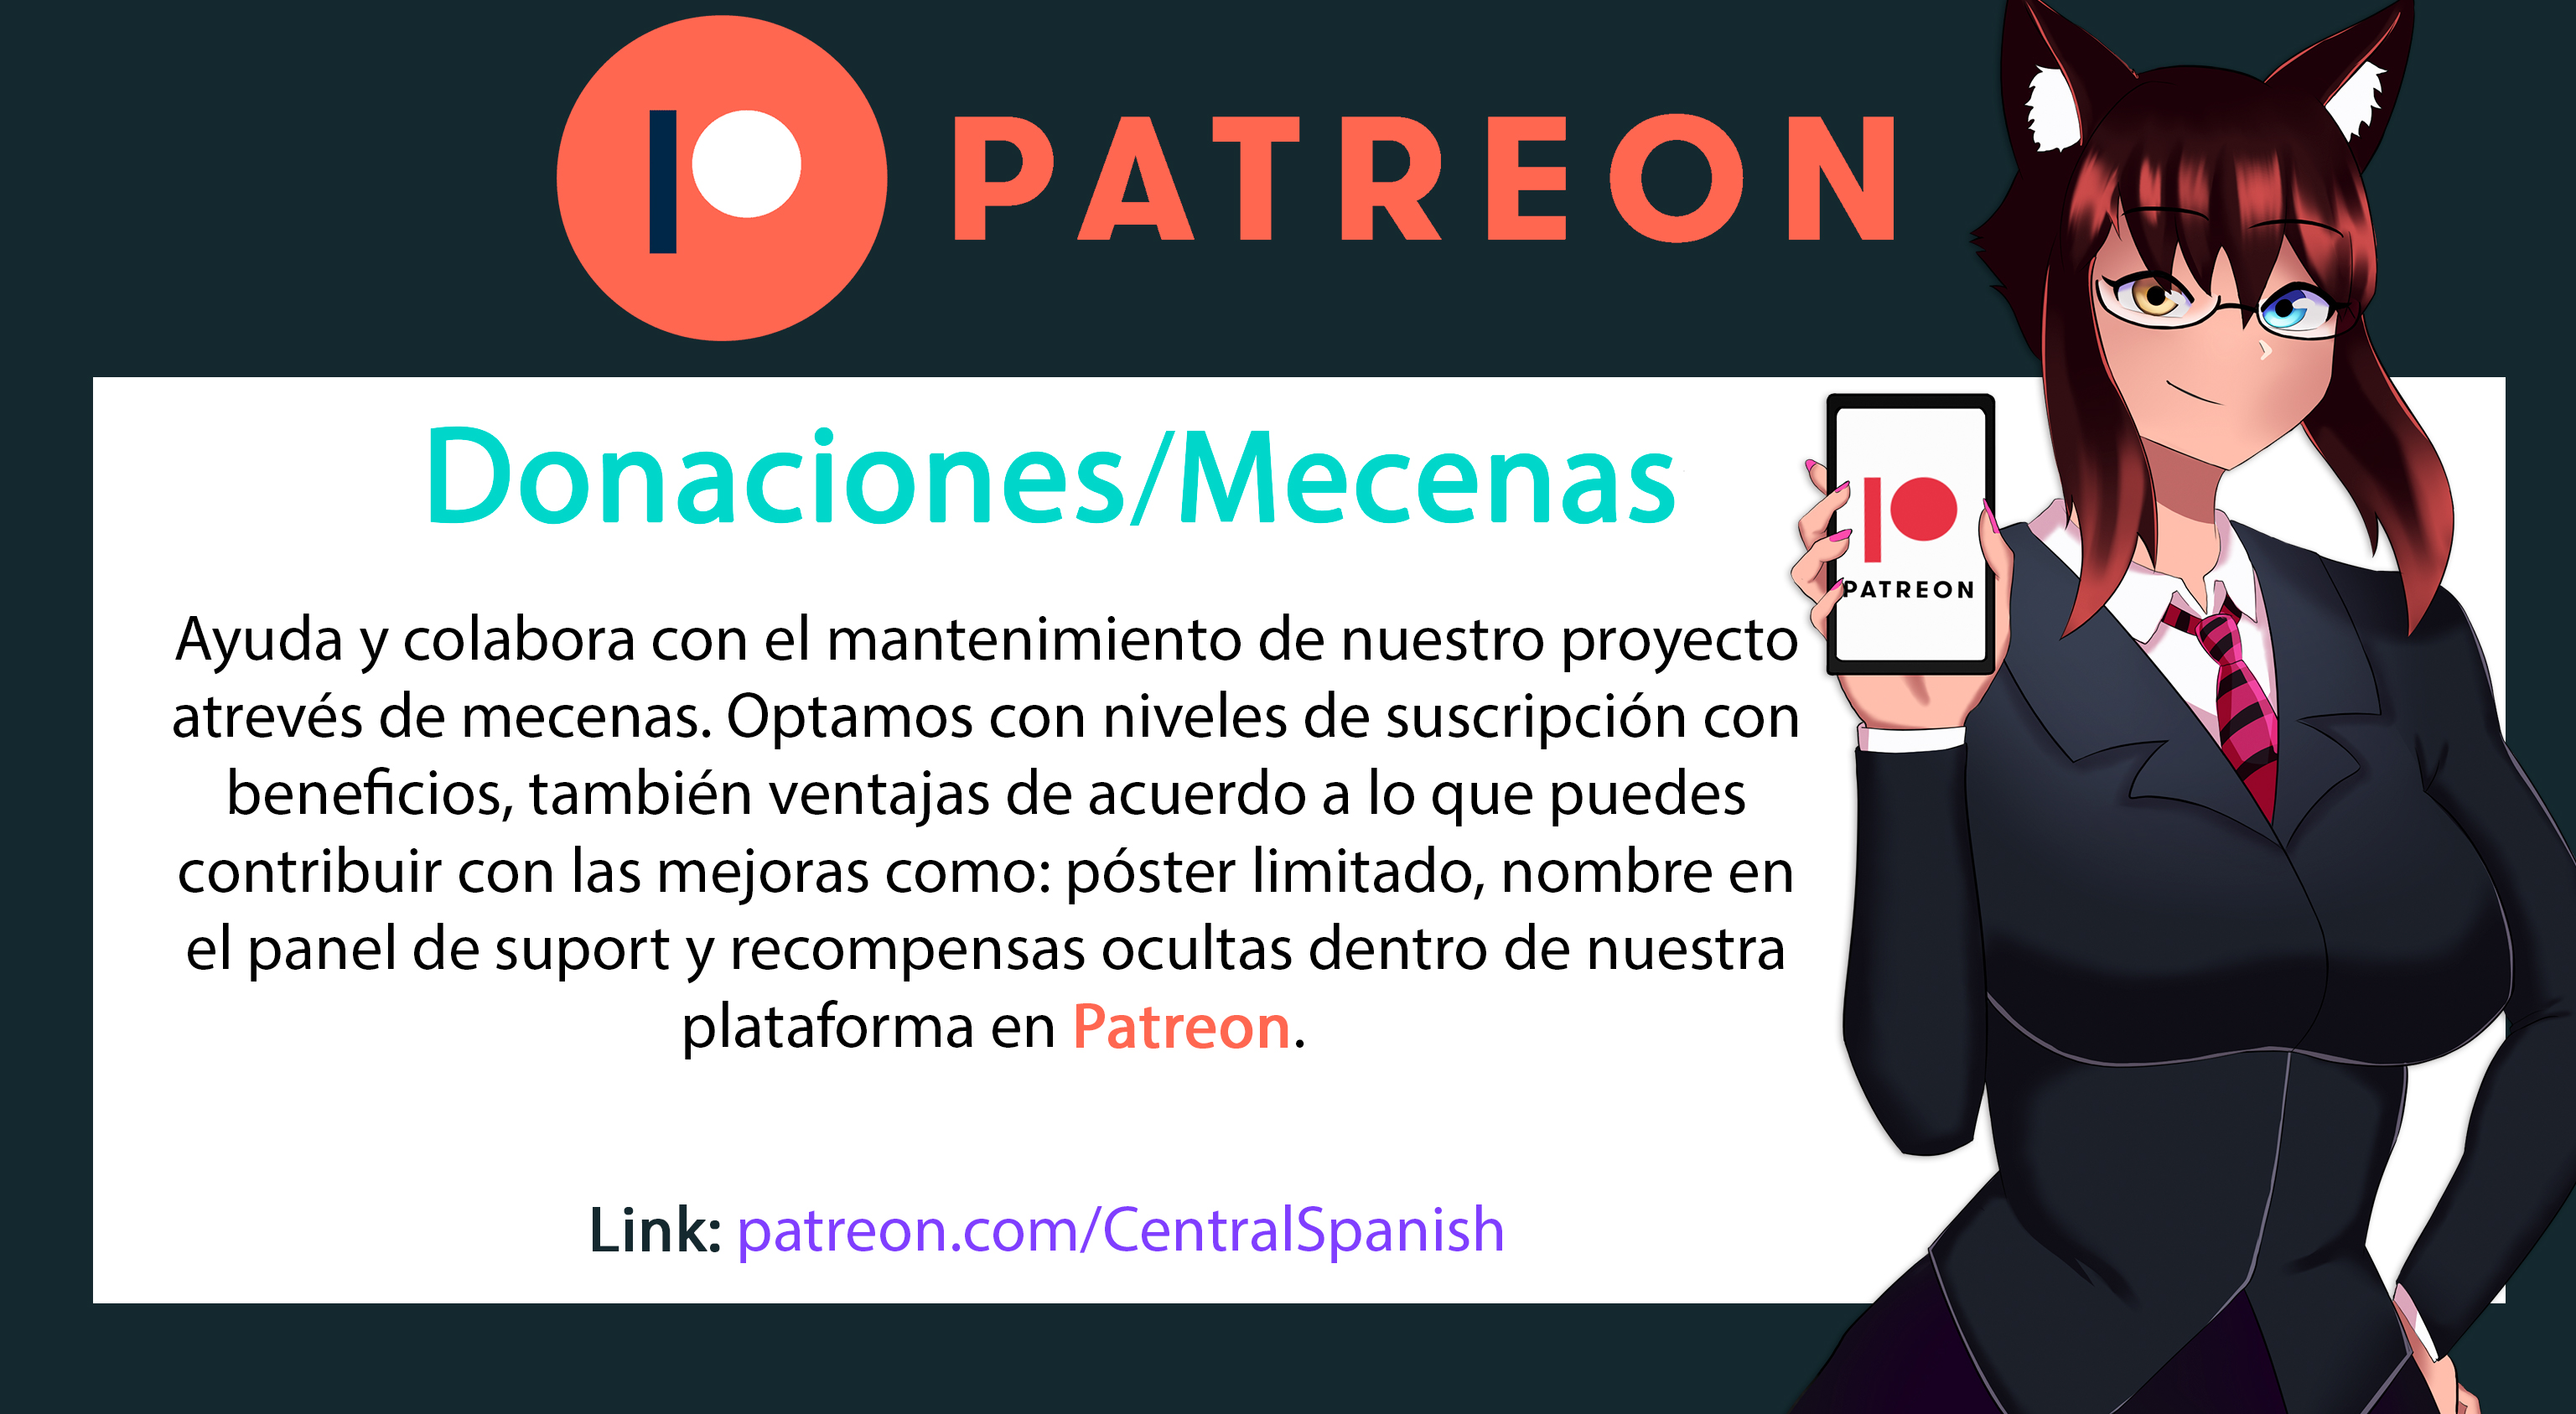 PATREON
Donaciones/Mecenas
PATREON
Ayuda y colabora con el mantenimiento de nuestro proyecto
atrevés de mecenas. Optamos con niveles de suscripción con
beneficios, también ventajas de acuerdo a lo que puedes
contribuir con las mejoras como: póster limitado, nombre en
el panel de suport y recompensas ocultas dentro de nuestra
plataforma en Patreon.
Link: patreon.com/CentralSpanish